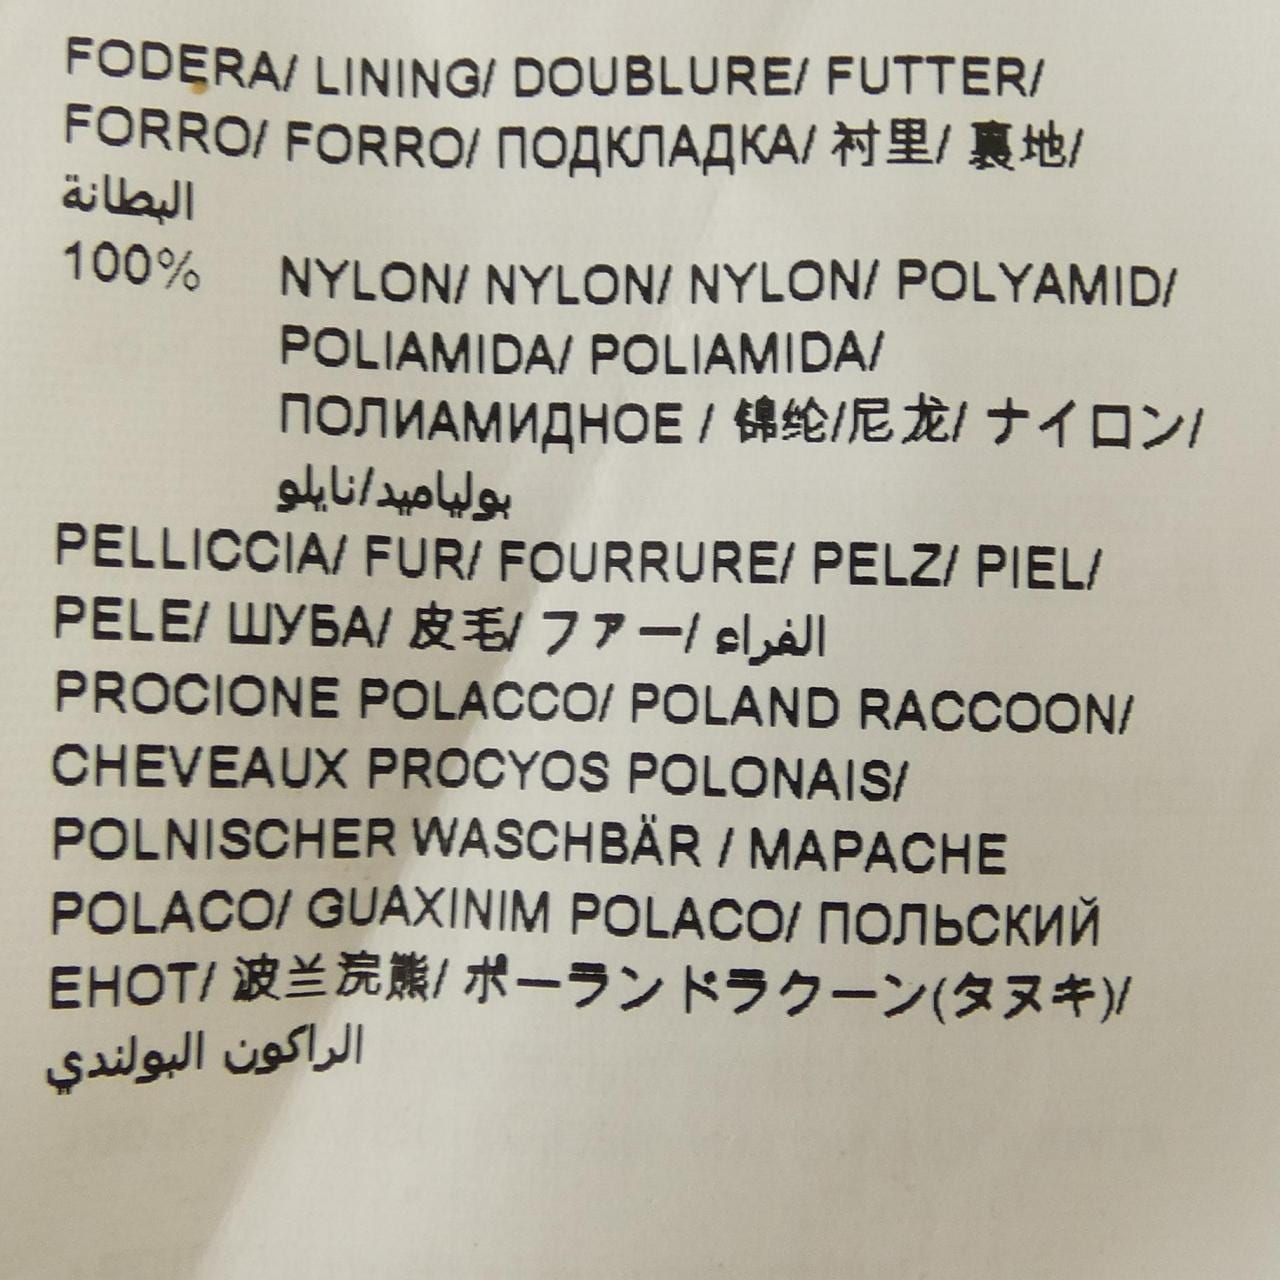 FODERA/ LINING/ DOUBLURE/ FUTTER/
FORRO/ FORRO/ ПОДКЛАДКА/ 衬里/ 裏地/
البطانة
100% NYLON/ NYLON/ NYLON/ POLYAMID/
POLIAMIDA/ POLIAMIDA/
ПОЛИАМИДНОЕ / 锦纶/尼龙/ ナイロン/
بولياميد/نايلو
PELLICCIA/ FUR/ FOURRURE/ PELZ/ PIEL/
PELE/ ШУБА/ 皮毛/ ファー/ الفراء
PROCIONE POLACCO/ POLAND RACCOON/
CHEVEAUX PROCYOS POLONAIS/
POLNISCHER WASCHBÄR / MAPACHE
POLACO/ GUAXINIM POLACO/ ПОЛЬСКИЙ
ЕНОТ/ 波兰浣熊/ ポーランドラクーン(タヌキ)/
الراكون البولندي